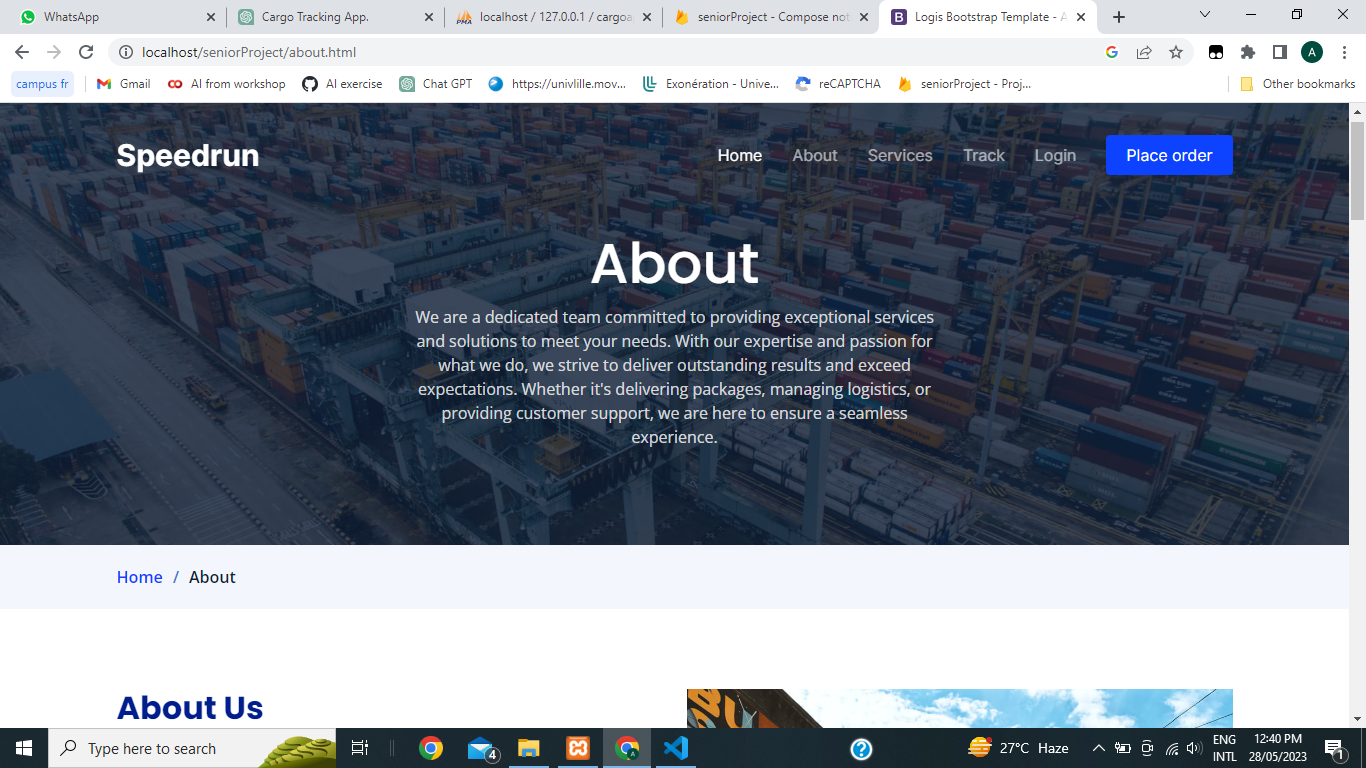 WhatsApp
Cargo Tracking App.
localhost / 127.0.0.1 / cargoa
seniorProject - Compose not
Logis Bootstrap Template - A
localhost/seniorProject/about.html
A
campus fr
Gmail
AI from workshop
AI exercise
Chat GPT
https://univlille.mov...
Exonération - Unive...
reCAPTCHA
seniorProject - Proj...
Other bookmarks
Speedrun
Home
About
Services
Track
Login
Place order
About
We are a dedicated team committed to providing exceptional services
and solutions to meet your needs. With our expertise and passion for
what we do, we strive to deliver outstanding results and exceed
expectations. Whether it's delivering packages, managing logistics, or
providing customer support, we are here to ensure a seamless
experience.
Home / About
About Us
Type here to search
4
27°C Haze
ENG
INTL
12:40 PM
28/05/2023
1